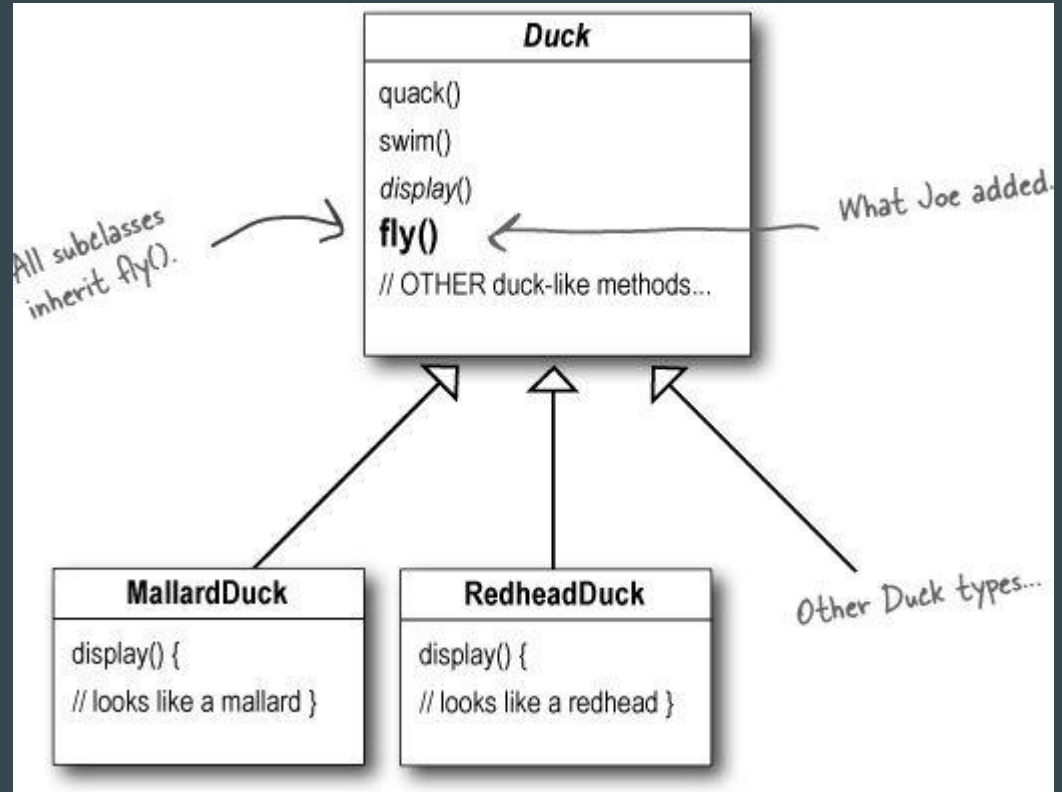 Duck
quack()
swim()
display()
fly()
// OTHER duck-like methods...
All subclasses
inherit fly().
What Joe added.
MallardDuck
display() {
// looks like a mallard }
RedheadDuck
display() {
// looks like a redhead }
Other Duck types...